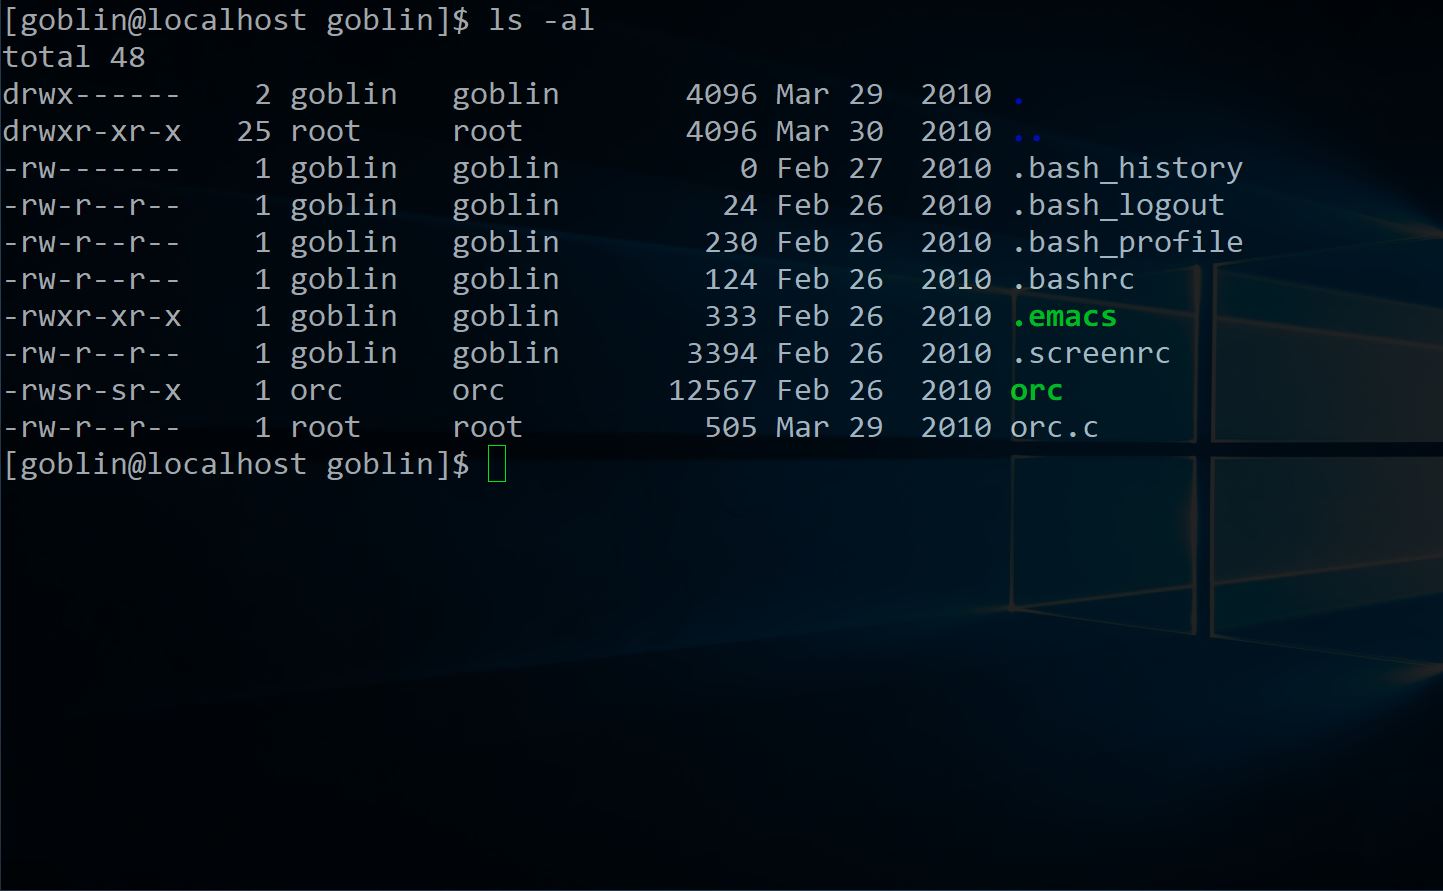 [goblin@localhost goblin]$ ls -al
total 48
drwx------    2 goblin   goblin       4096 Mar 29  2010 .
drwxr-xr-x   25 root     root         4096 Mar 30  2010 ..
-rw-------    1 goblin   goblin          0 Feb 27  2010 .bash_history
-rw-r--r--    1 goblin   goblin         24 Feb 26  2010 .bash_logout
-rw-r--r--    1 goblin   goblin        230 Feb 26  2010 .bash_profile
-rw-r--r--    1 goblin   goblin        124 Feb 26  2010 .bashrc
-rwxr-xr-x    1 goblin   goblin        333 Feb 26  2010 .emacs
-rw-r--r--    1 goblin   goblin       3394 Feb 26  2010 .screenrc
-rwsr-sr-x    1 orc      orc         12567 Feb 26  2010 orc
-rw-r--r--    1 root     root          505 Mar 29  2010 orc.c
[goblin@localhost goblin]$